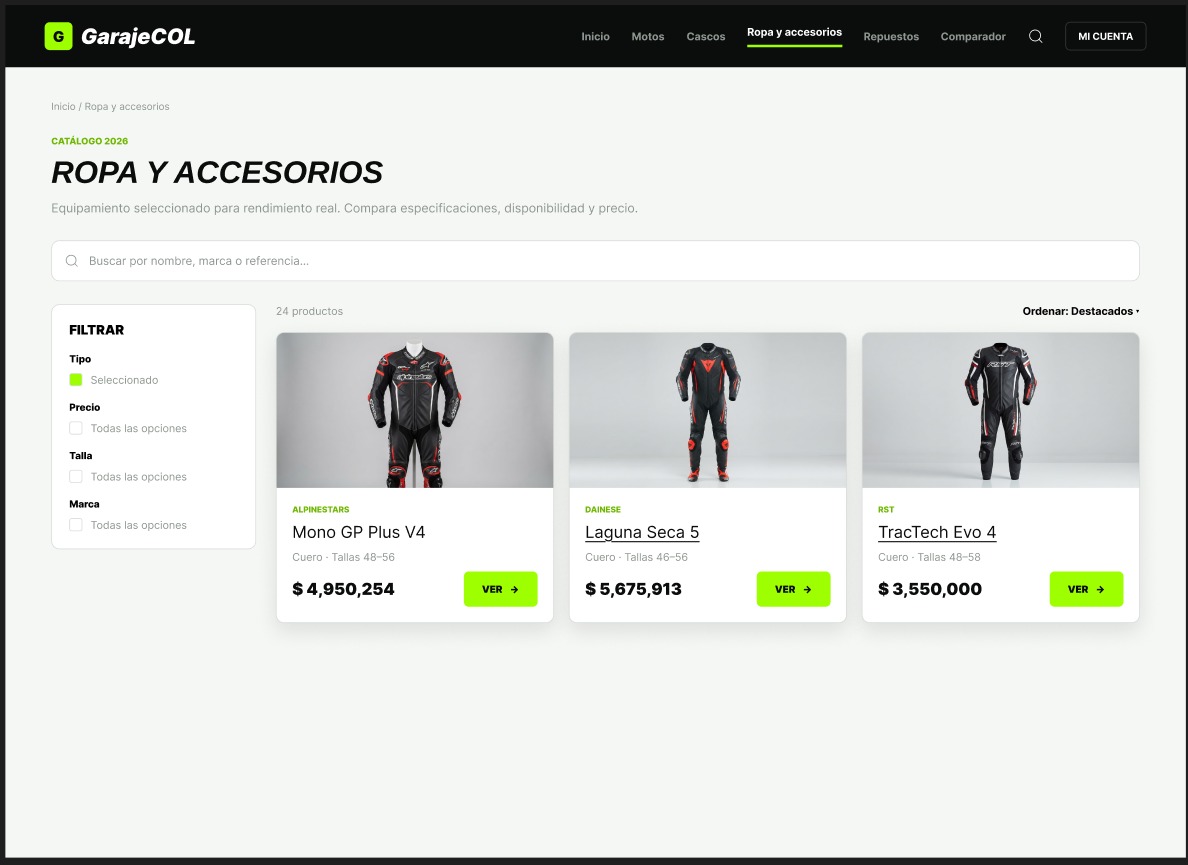 G GarajeCOL
Inicio Motos Cascos Ropa y accesorios Repuestos Comparador MI CUENTA
Inicio / Ropa y accesorios
CATÁLOGO 2026
ROPA Y ACCESORIOS
Equipamiento seleccionado para rendimiento real. Compara especificaciones, disponibilidad y precio.
Buscar por nombre, marca o referencia...
FILTRAR
Tipo
Seleccionado
Precio
Todas las opciones
Talla
Todas las opciones
Marca
Todas las opciones
24 productos
Ordenar: Destacados
alpinestars
ALPINESTARS
Mono GP Plus V4
Cuero · Tallas 48–56
$ 4,950,254
VER →
DAINESE
Laguna Seca 5
Cuero · Tallas 46–56
$ 5,675,913
VER →
RST
RST
TracTech Evo 4
Cuero · Tallas 48–58
$ 3,550,000
VER →